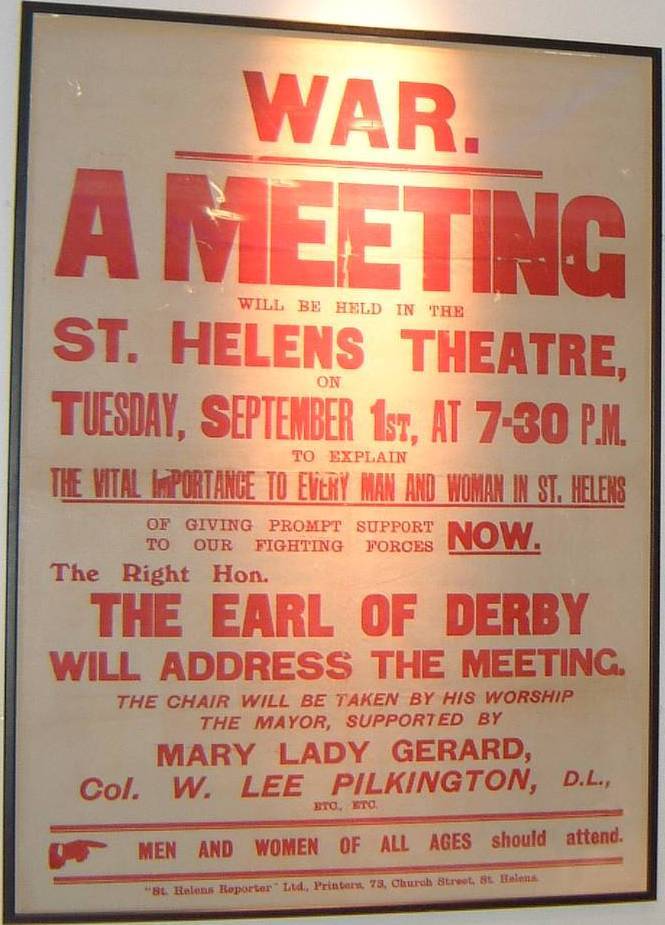 WAR.
A MEETING
WILL BE HELD IN THE
ST. HELENS THEATRE,
ON
TUESDAY, SEPTEMBER 1ST, AT 7-30 P.M.
TO EXPLAIN
THE VITAL IMPORTANCE TO EVERY MAN AND WOMAN IN ST. HELENS
OF GIVING PROMPT SUPPORT
TO OUR FIGHTING FORCES NOW.
The Right Hon.
THE EARL OF DERBY
WILL ADDRESS THE MEETING.
THE CHAIR WILL BE TAKEN BY HIS WORSHIP
THE MAYOR, SUPPORTED BY
MARY LADY GERARD,
Col. W. LEE PILKINGTON, D.L.,
ETC., ETC.
MEN AND WOMEN OF ALL AGES should attend.
"St. Helens Reporter" Ltd., Printers, 73, Church Street, St. Helens.